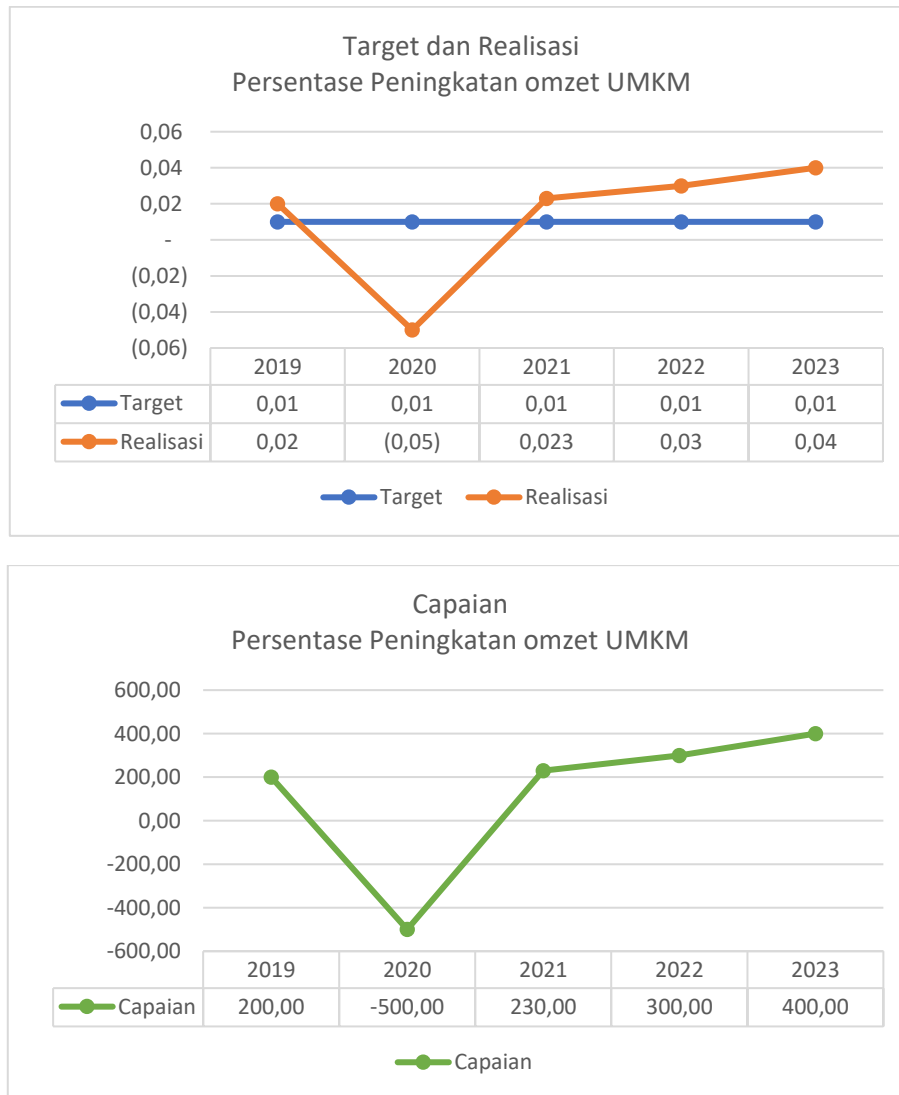 Target dan Realisasi
Persentase Peningkatan omzet UMKM
0,06
0,04
0,02
-
(0,02)
(0,04)
(0,06)
2019 2020 2021 2022 2023
Target 0,01 0,01 0,01 0,01 0,01
Realisasi 0,02 (0,05) 0,023 0,03 0,04
Target Realisasi
Capaian
Persentase Peningkatan omzet UMKM
600,00
400,00
200,00
0,00
-200,00
-400,00
-600,00
2019 2020 2021 2022 2023
Capaian 200,00 -500,00 230,00 300,00 400,00
Capaian